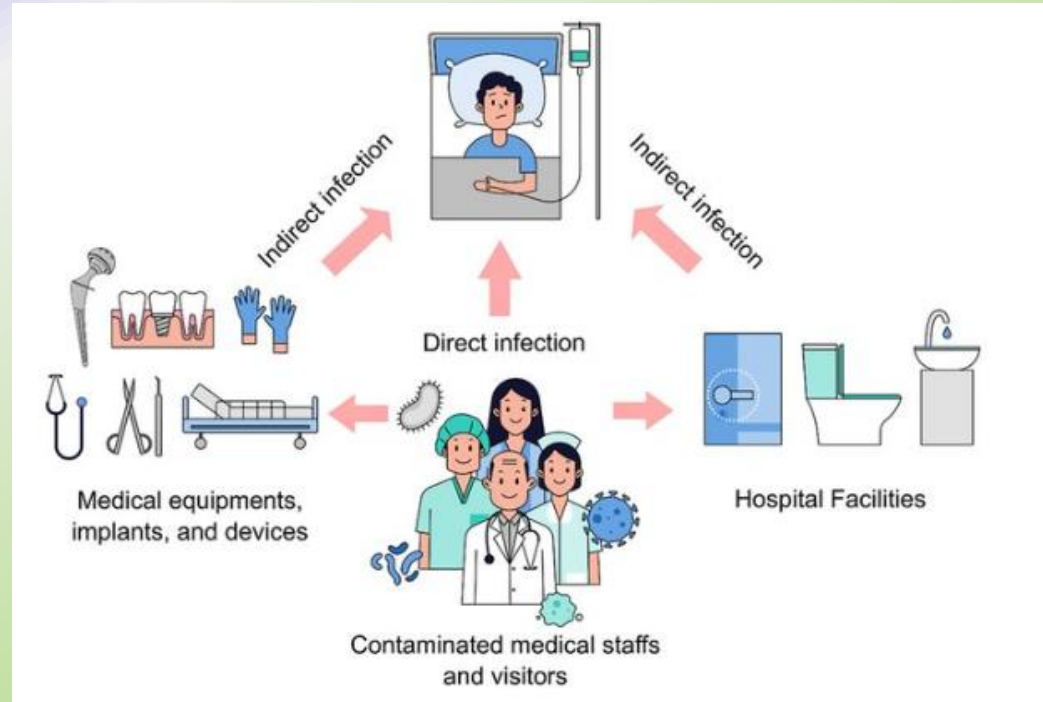 Indirect infection
Indirect infection
Direct infection
Medical equipments,
implants, and devices
Hospital Facilities
Contaminated medical staffs
and visitors